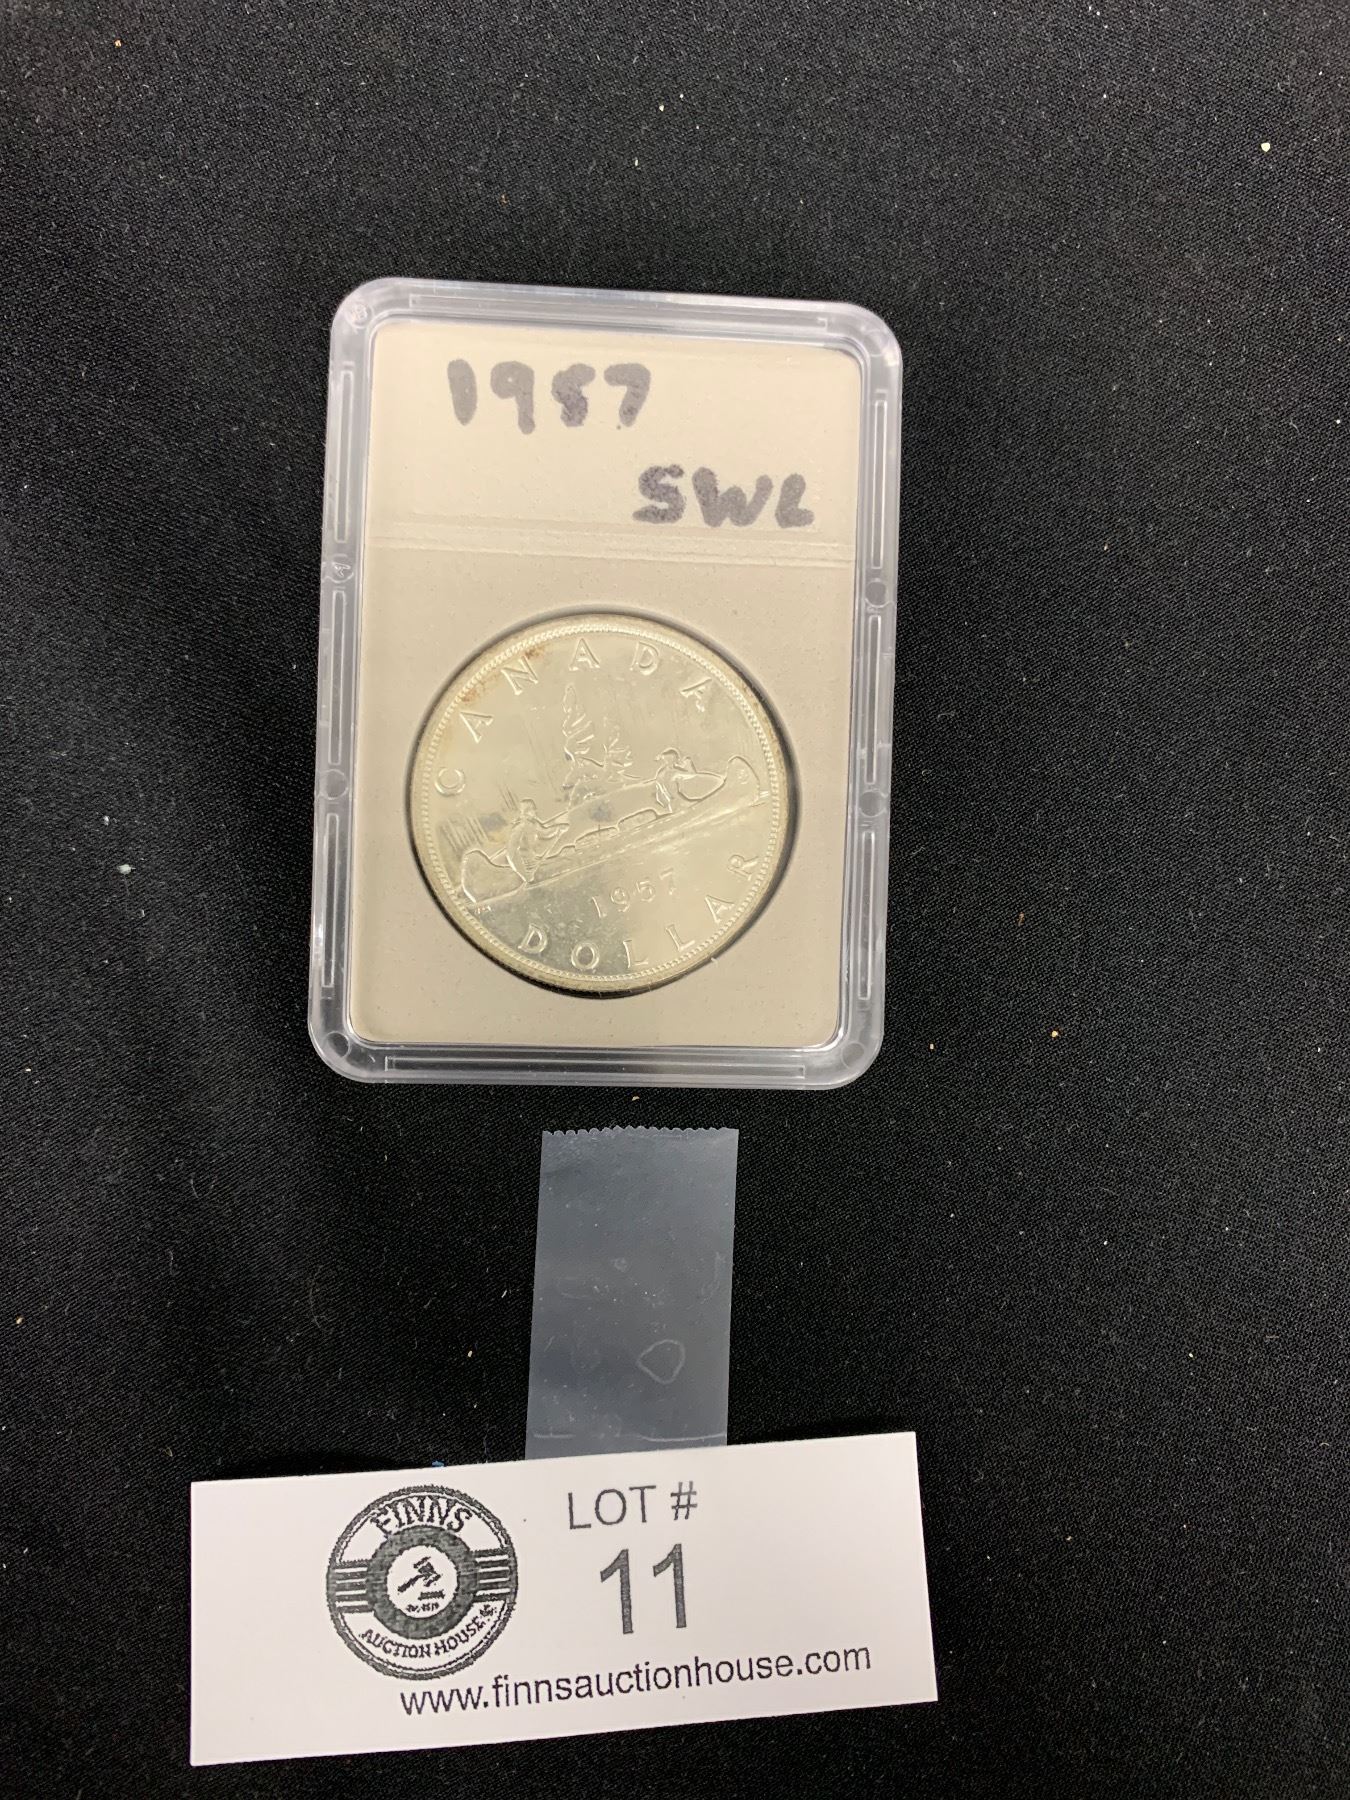 1957
SWL
CANADA
1957
DOLLAR
FINNS
AUCTION HOUSE
LOT #
11
www.finnsauctionhouse.com